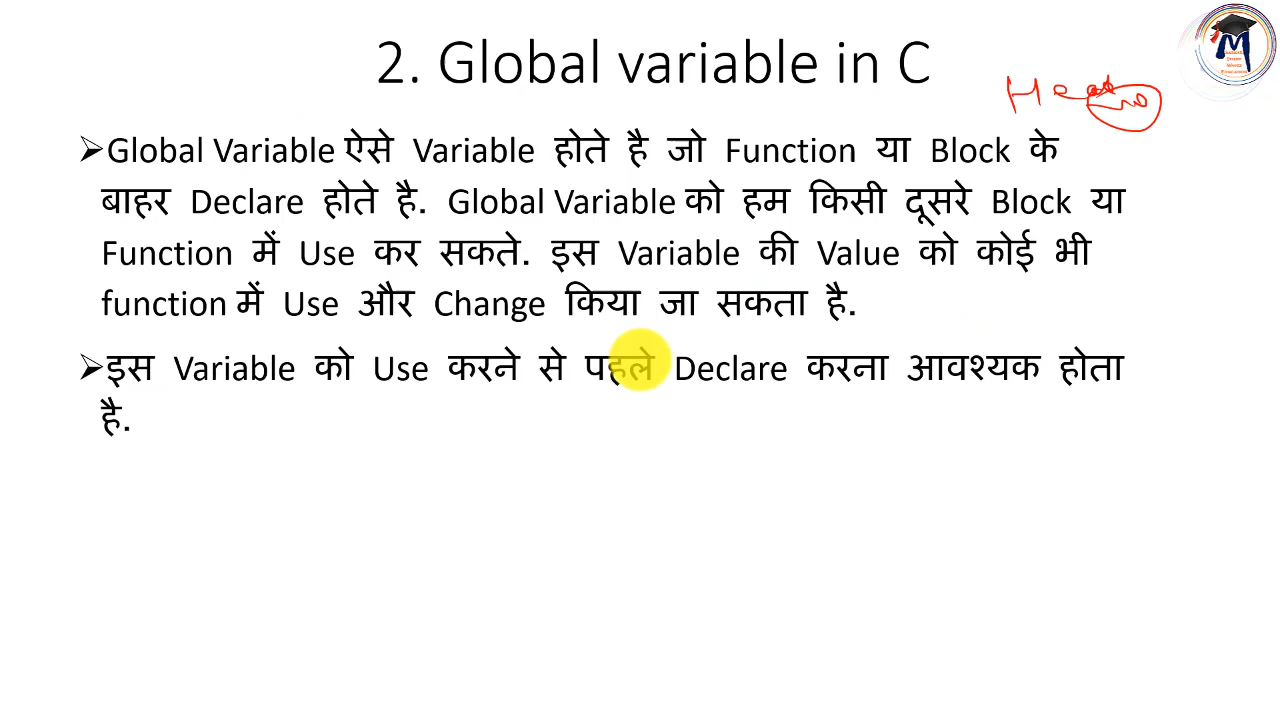 2. Global variable in C
➢Global Variable ऐसे Variable होते है जो Function या Block के
बाहर Declare होते है. Global Variable को हम किसी दूसरे Block या
Function में Use कर सकते. इस Variable की Value को कोई भी
function में Use और Change किया जा सकता है.
➢इस Variable को Use करने से पहले Declare करना आवश्यक होता
है.